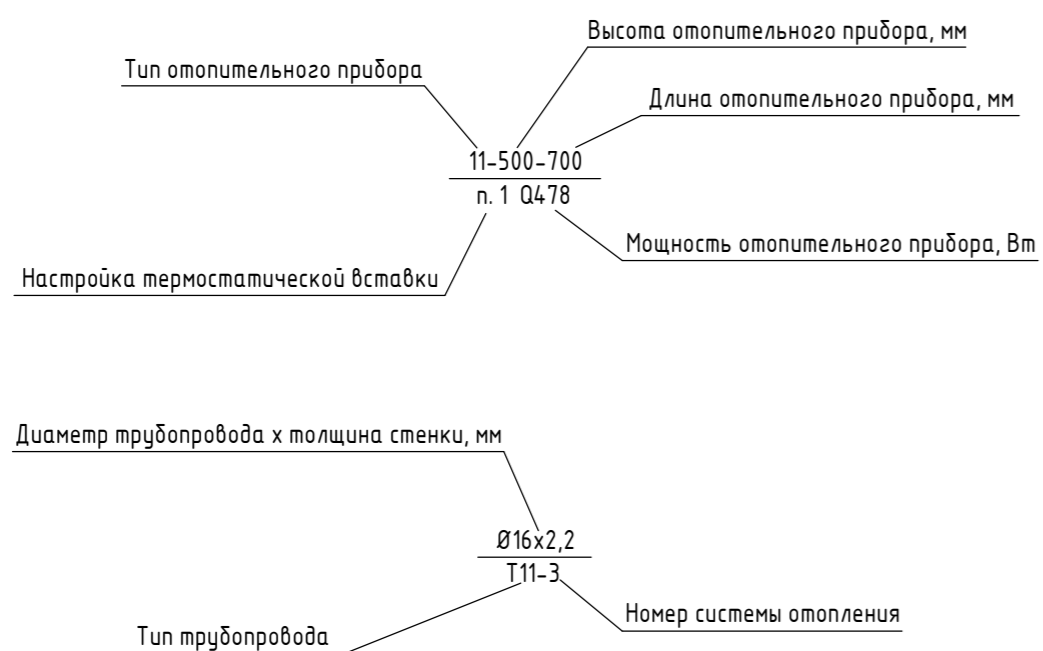 Высота отопительного прибора, мм
Тип отопительного прибора
Длина отопительного прибора, мм
11-500-700
п. 1 Q478
Мощность отопительного прибора, Вт
Настройка термостатической вставки
Диаметр трубопровода х толщина стенки, мм
Ø16х2,2
Т11-3
Номер системы отопления
Тип трубопровода